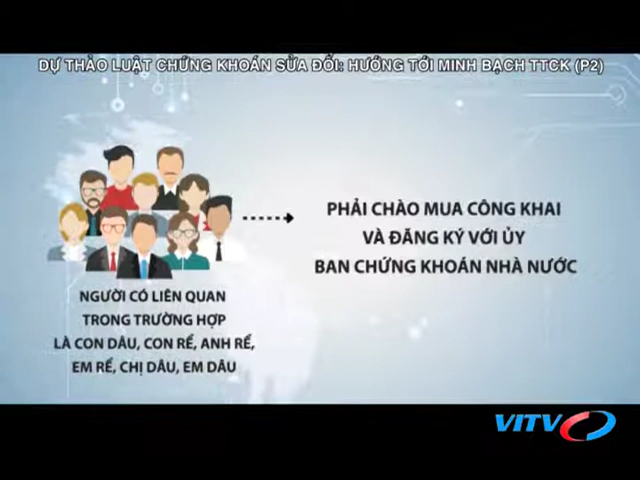 DỰ THẢO LUẬT CHỨNG KHOÁN SỬA ĐỔI: HƯỚNG TỚI MINH BẠCH TTCK (P2)
PHẢI CHÀO MUA CÔNG KHAI
VÀ ĐĂNG KÝ VỚI ỦY
BAN CHỨNG KHOÁN NHÀ NƯỚC
NGƯỜI CÓ LIÊN QUAN
TRONG TRƯỜNG HỢP
LÀ CON DÂU, CON RỂ, ANH RỂ,
EM RỂ, CHỊ DÂU, EM DÂU
VITV